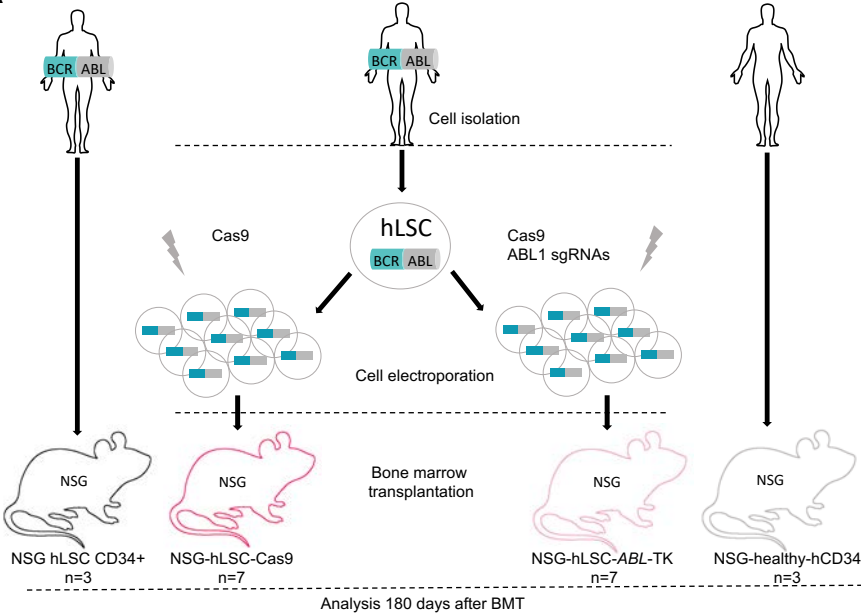 BCR ABL
BCR ABL
Cell isolation
hLSC
BCR ABL
Cas9
Cas9
ABL1 sgRNAs
Cell electroporation
NSG
NSG
Bone marrow
transplantation
NSG
NSG
NSG hLSC CD34+
n=3
NSG-hLSC-Cas9
n=7
NSG-hLSC-ABL-TK
n=7
NSG-healthy-hCD34
n=3
Analysis 180 days after BMT